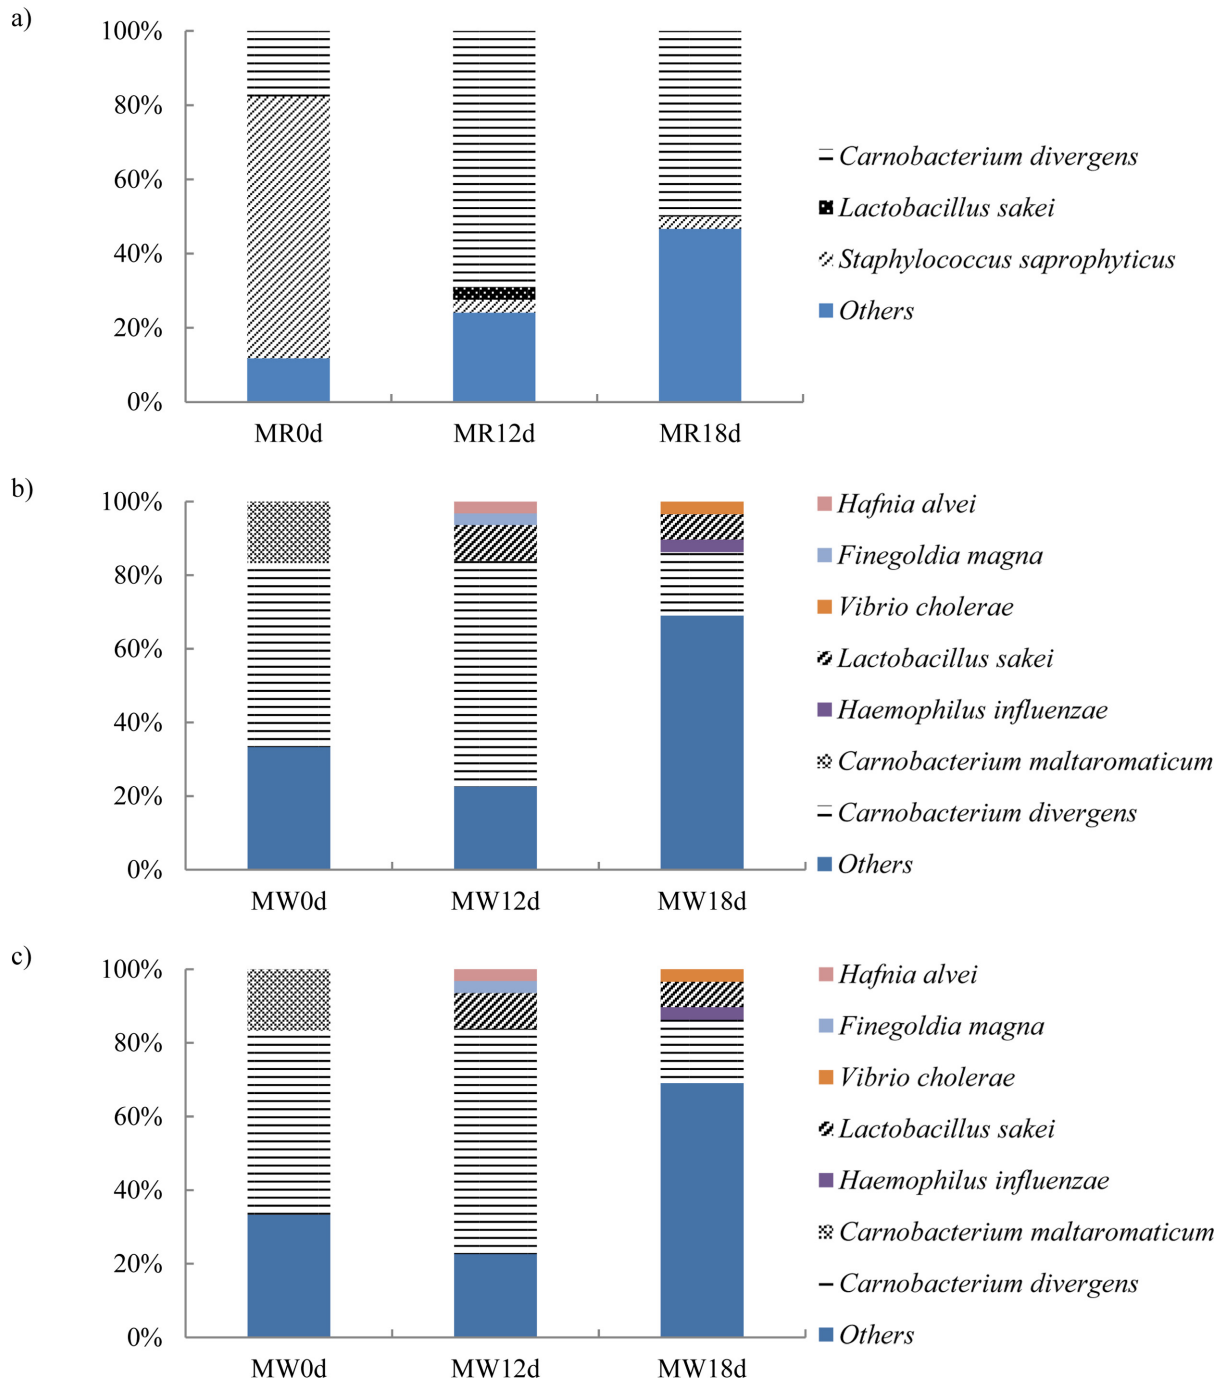 a)
100%
80%
60%
40%
20%
0%
MR0d
MR12d
MR18d
Carnobacterium divergens
Lactobacillus sakei
Staphylococcus saprophyticus
Others
b)
100%
80%
60%
40%
20%
0%
MW0d
MW12d
MW18d
Hafnia alvei
Finegoldia magna
Vibrio cholerae
Lactobacillus sakei
Haemophilus influenzae
Carnobacterium maltaromaticum
Carnobacterium divergens
Others
c)
100%
80%
60%
40%
20%
0%
MW0d
MW12d
MW18d
Hafnia alvei
Finegoldia magna
Vibrio cholerae
Lactobacillus sakei
Haemophilus influenzae
Carnobacterium maltaromaticum
Carnobacterium divergens
Others